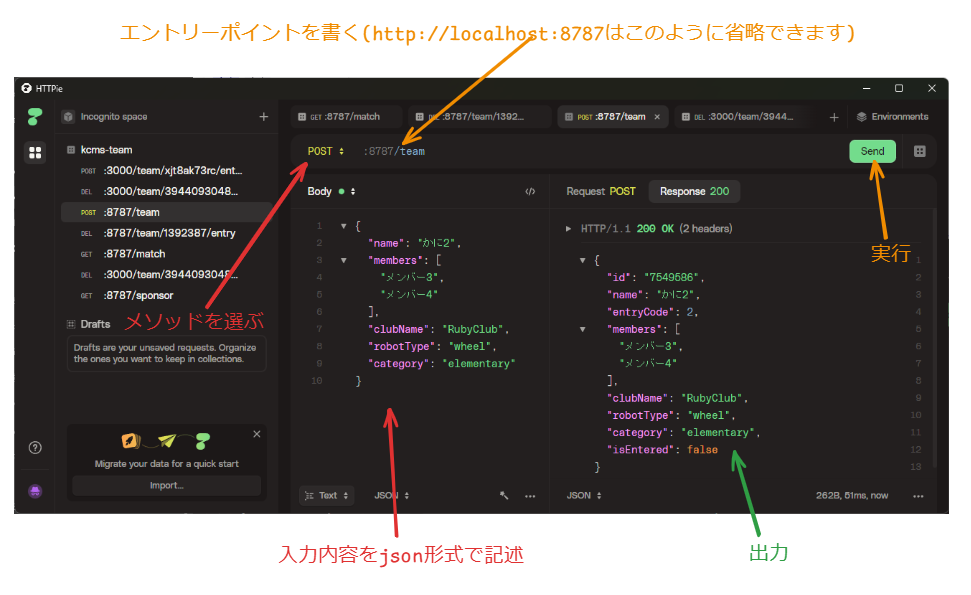 エントリーポイントを書く(http://localhost:8787はこのように省略できます)
HTTPie
Incognito space
+
GET :8787/match
DEL :8787/team/1392...
POST :8787/team ×
DEL :3000/team/3944...
+
Environments
kcms-team
POST :3000/team/xjt8ak73rc/ent...
DEL :3000/team/3944093048...
POST :8787/team
DEL :8787/team/1392387/entry
GET :8787/match
DEL :3000/team/3944093048...
GET :8787/sponsor
Drafts
Drafts are your unsaved requests. Organize
the ones you want to keep in collections.
Migrate your data for a quick start
Import...
メソッドを選ぶ
POST :8787/team
Send
実行
Body
</>
1 {
2 "name": "かに2",
3 "members": [
4 "メンバー3",
5 "メンバー4"
6 ],
7 "clubName": "RubyClub",
8 "robotType": "wheel",
9 "category": "elementary"
10 }
Text
JSON
...
入力内容をjson形式で記述
Request POST
Response 200
HTTP/1.1 200 OK (2 headers)
{ 1
"id": "7549586", 2
"name": "かに2", 3
"entryCode": 2, 4
"members": [ 5
"メンバー3", 6
"メンバー4" 7
], 8
"clubName": "RubyClub", 9
"robotType": "wheel", 10
"category": "elementary", 11
"isEntered": false 12
} 13
JSON
262B, 51ms, now
...
出力